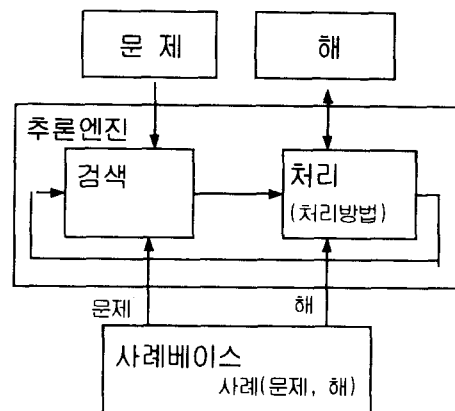 문 제
해
추론엔진
검색
처리
(처리방법)
문제
해
사례베이스
사례(문제, 해)